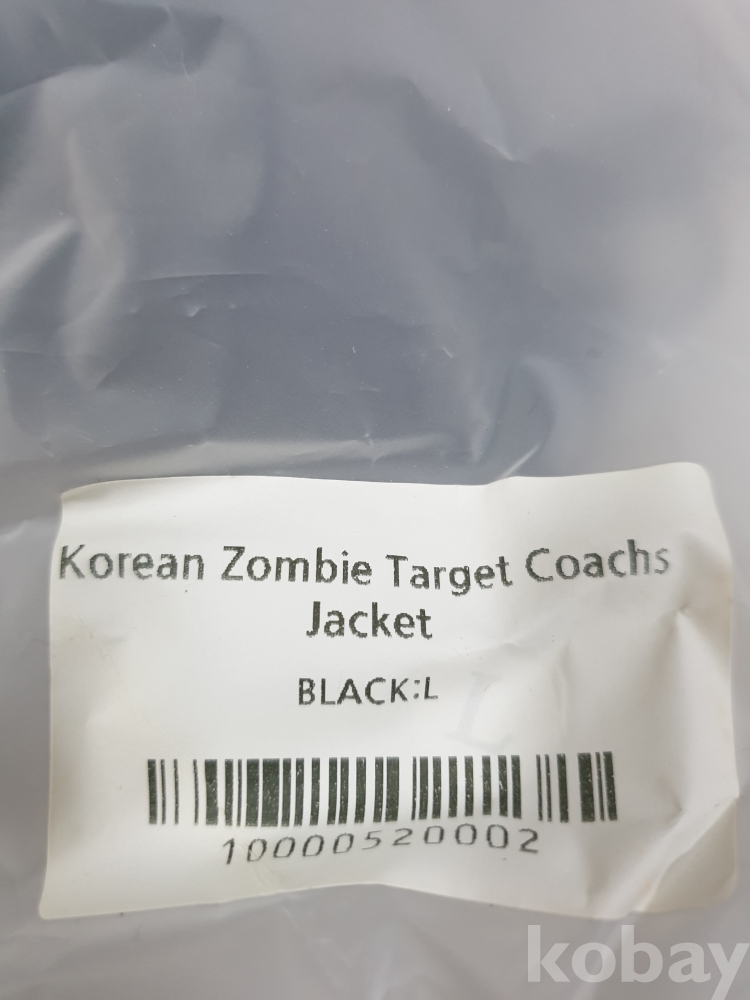 Korean Zombie Target Coachs
Jacket
BLACK:L
L
10000520002
kobay